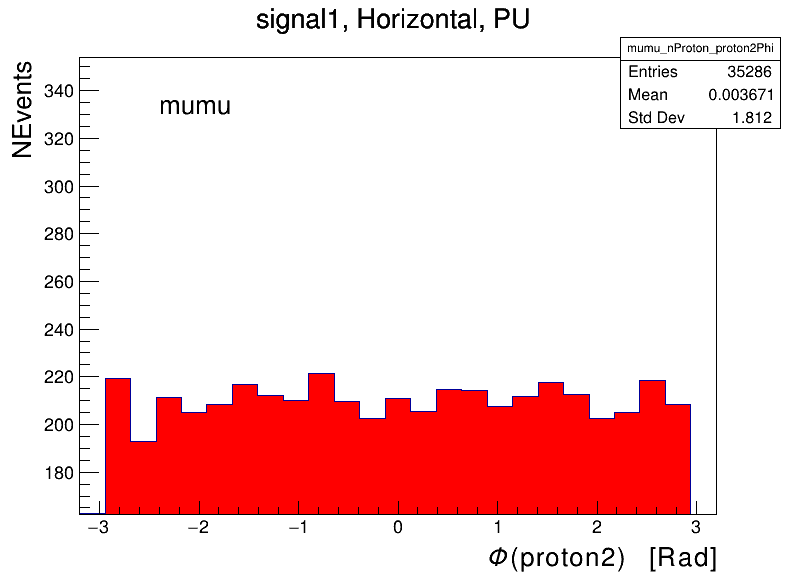 signal1, Horizontal, PU
mumu_nProton_proton2Phi
Entries 35286
Mean 0.003671
Std Dev 1.812
NEvents
mumu
340
320
300
280
260
240
220
200
180
−3 −2 −1 0 1 2 3
Φ(proton2) [Rad]